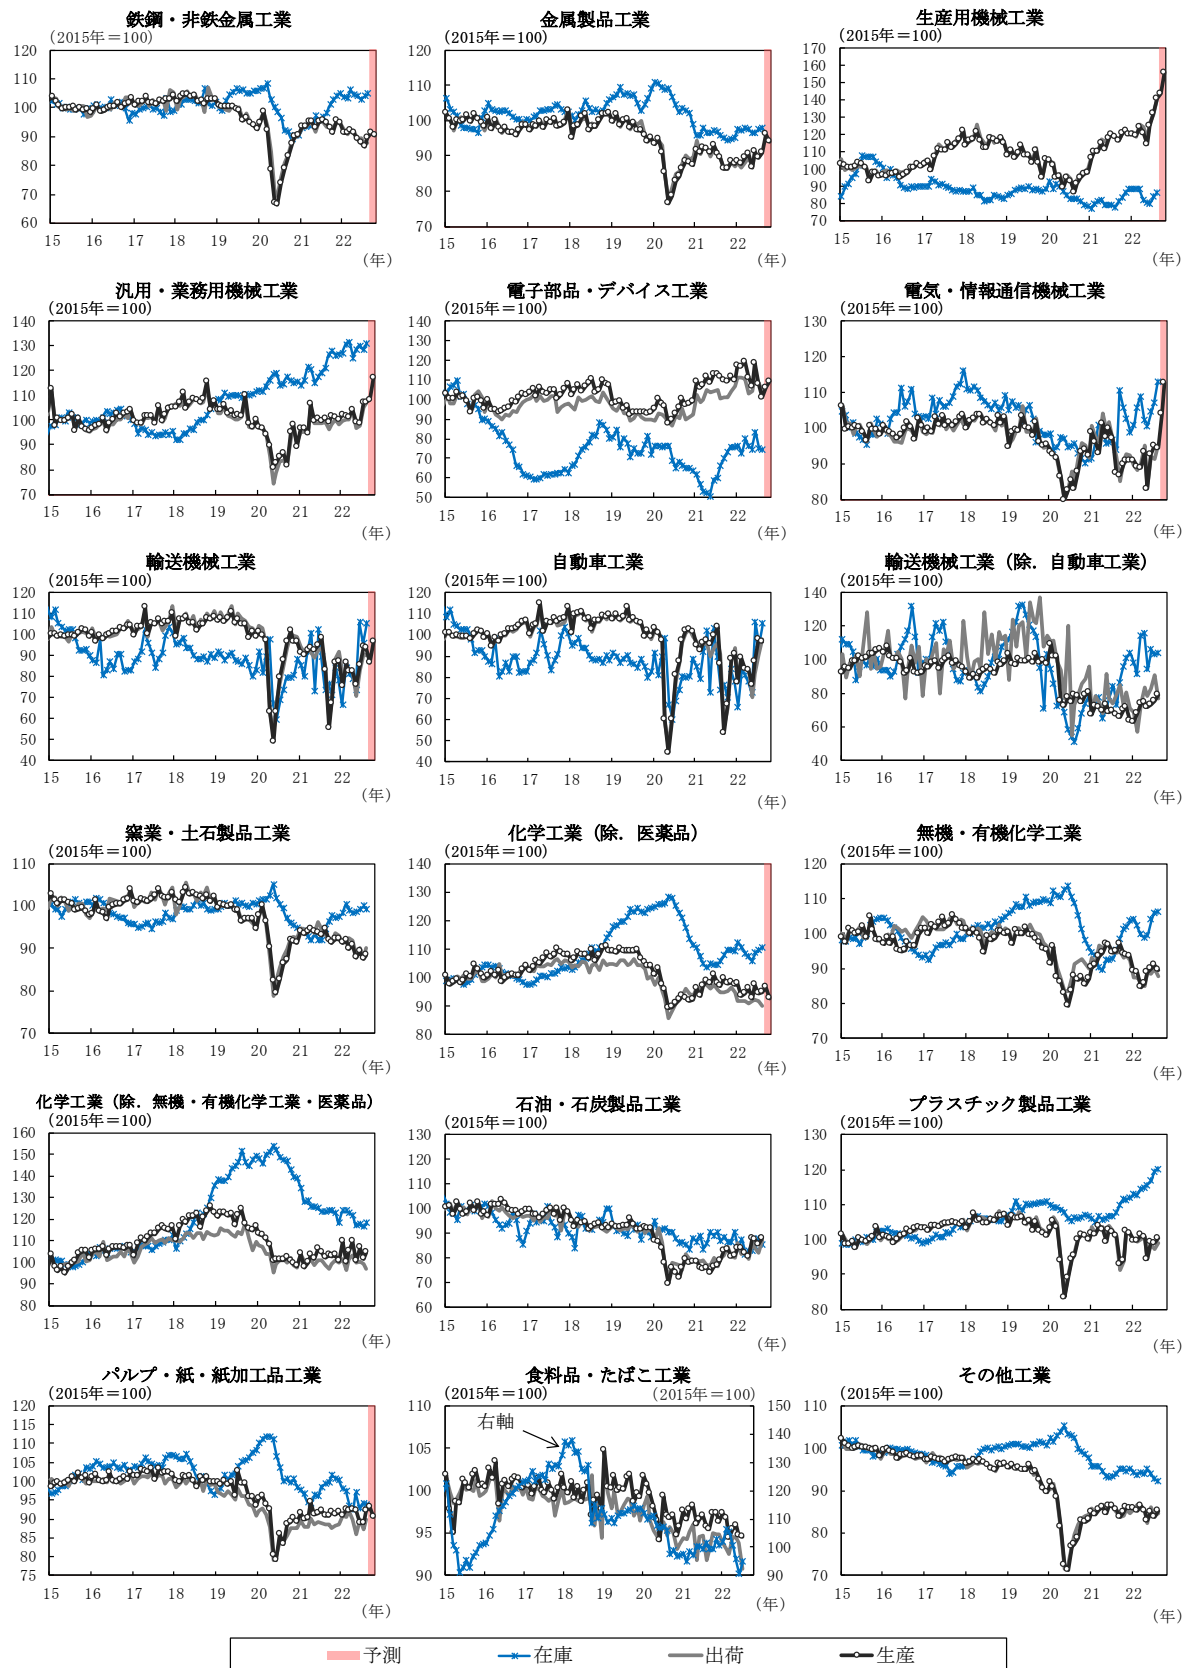 鉄鋼・非鉄金属工業
(2015年＝100)
120
110
100
90
80
70
60
15 16 17 18 19 20 21 22
(年)
金属製品工業
(2015年＝100)
120
110
100
90
80
70
15 16 17 18 19 20 21 22
(年)
生産用機械工業
(2015年＝100)
170
160
150
140
130
120
110
100
90
80
70
15 16 17 18 19 20 21 22
(年)
汎用・業務用機械工業
(2015年＝100)
140
130
120
110
100
90
80
70
15 16 17 18 19 20 21 22
(年)
電子部品・デバイス工業
(2015年＝100)
140
130
120
110
100
90
80
70
60
50
15 16 17 18 19 20 21 22
(年)
電気・情報通信機械工業
(2015年＝100)
130
120
110
100
90
80
15 16 17 18 19 20 21 22
(年)
輸送機械工業
(2015年＝100)
120
110
100
90
80
70
60
50
40
15 16 17 18 19 20 21 22
(年)
自動車工業
(2015年＝100)
120
110
100
90
80
70
60
50
40
15 16 17 18 19 20 21 22
(年)
輸送機械工業（除．自動車工業）
(2015年＝100)
140
120
100
80
60
40
15 16 17 18 19 20 21 22
(年)
窯業・土石製品工業
(2015年＝100)
110
100
90
80
70
15 16 17 18 19 20 21 22
(年)
化学工業（除．医薬品）
(2015年＝100)
140
130
120
110
100
90
80
15 16 17 18 19 20 21 22
(年)
無機・有機化学工業
(2015年＝100)
120
110
100
90
80
70
15 16 17 18 19 20 21 22
(年)
化学工業（除．無機・有機化学工業・医薬品）
(2015年＝100)
160
150
140
130
120
110
100
90
80
15 16 17 18 19 20 21 22
(年)
石油・石炭製品工業
(2015年＝100)
130
120
110
100
90
80
70
60
15 16 17 18 19 20 21 22
(年)
プラスチック製品工業
(2015年＝100)
130
120
110
100
90
80
15 16 17 18 19 20 21 22
(年)
パルプ・紙・紙加工品工業
(2015年＝100)
120
115
110
105
100
95
90
85
80
75
15 16 17 18 19 20 21 22
(年)
食料品・たばこ工業
(2015年＝100) (2015年＝100)
110
105
100
95
90
右軸
150
140
130
120
110
100
90
15 16 17 18 19 20 21 22
(年)
その他工業
(2015年＝100)
110
100
90
80
70
15 16 17 18 19 20 21 22
(年)
予測 在庫 出荷 生産